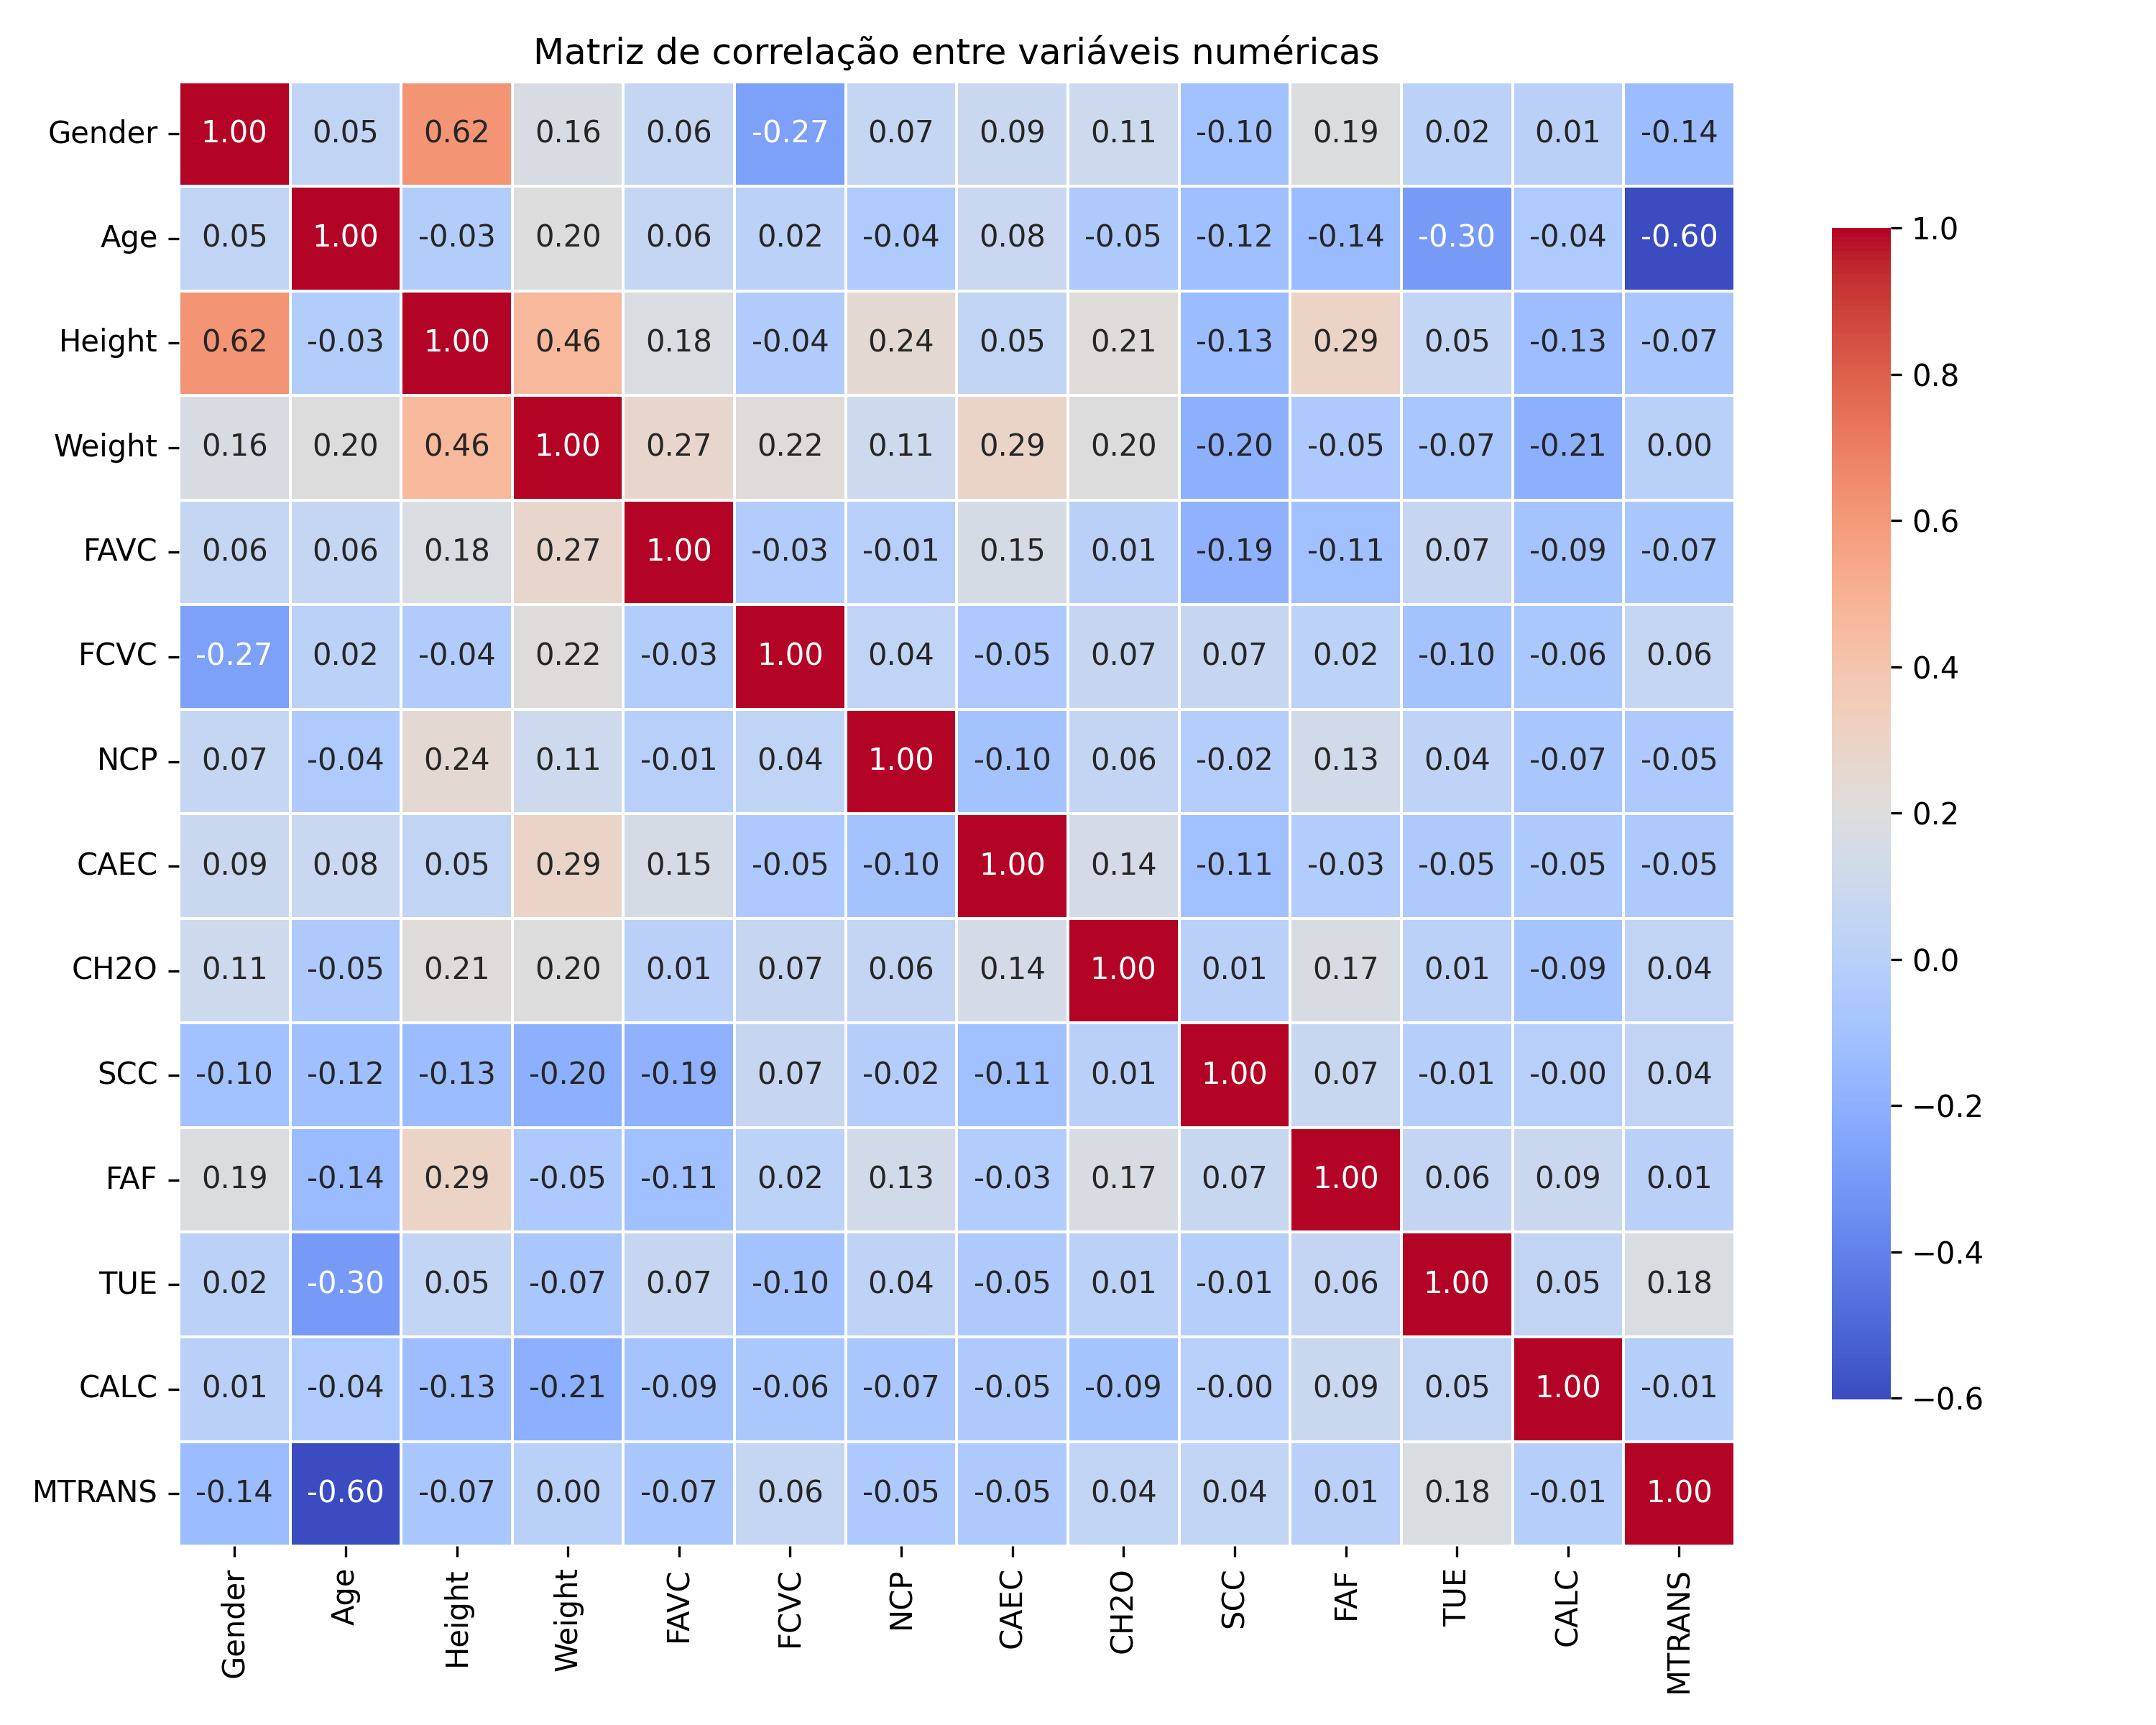 Matriz de correlação entre variáveis numéricas
Gender 1.00 0.05 0.62 0.16 0.06 -0.27 0.07 0.09 0.11 -0.10 0.19 0.02 0.01 -0.14
Age 0.05 1.00 -0.03 0.20 0.06 0.02 -0.04 0.08 -0.05 -0.12 -0.14 -0.30 -0.04 -0.60
Height 0.62 -0.03 1.00 0.46 0.18 -0.04 0.24 0.05 0.21 -0.13 0.29 0.05 -0.13 -0.07
Weight 0.16 0.20 0.46 1.00 0.27 0.22 0.11 0.29 0.20 -0.20 -0.05 -0.07 -0.21 0.00
FAVC 0.06 0.06 0.18 0.27 1.00 -0.03 -0.01 0.15 0.01 -0.19 -0.11 0.07 -0.09 -0.07
FCVC -0.27 0.02 -0.04 0.22 -0.03 1.00 0.04 -0.05 0.07 0.07 0.02 -0.10 -0.06 0.06
NCP 0.07 -0.04 0.24 0.11 -0.01 0.04 1.00 -0.10 0.06 -0.02 0.13 0.04 -0.07 -0.05
CAEC 0.09 0.08 0.05 0.29 0.15 -0.05 -0.10 1.00 0.14 -0.11 -0.03 -0.05 -0.05 -0.05
CH2O 0.11 -0.05 0.21 0.20 0.01 0.07 0.06 0.14 1.00 0.01 0.17 0.01 -0.09 0.04
SCC -0.10 -0.12 -0.13 -0.20 -0.19 0.07 -0.02 -0.11 0.01 1.00 0.07 -0.01 -0.00 0.04
FAF 0.19 -0.14 0.29 -0.05 -0.11 0.02 0.13 -0.03 0.17 0.07 1.00 0.06 0.09 0.01
TUE 0.02 -0.30 0.05 -0.07 0.07 -0.10 0.04 -0.05 0.01 -0.01 0.06 1.00 0.05 0.18
CALC 0.01 -0.04 -0.13 -0.21 -0.09 -0.06 -0.07 -0.05 -0.09 -0.00 0.09 0.05 1.00 -0.01
MTRANS -0.14 -0.60 -0.07 0.00 -0.07 0.06 -0.05 -0.05 0.04 0.04 0.01 0.18 -0.01 1.00
Gender Age Height Weight FAVC FCVC NCP CAEC CH2O SCC FAF TUE CALC MTRANS
1.0
0.8
0.6
0.4
0.2
0.0
−0.2
−0.4
−0.6